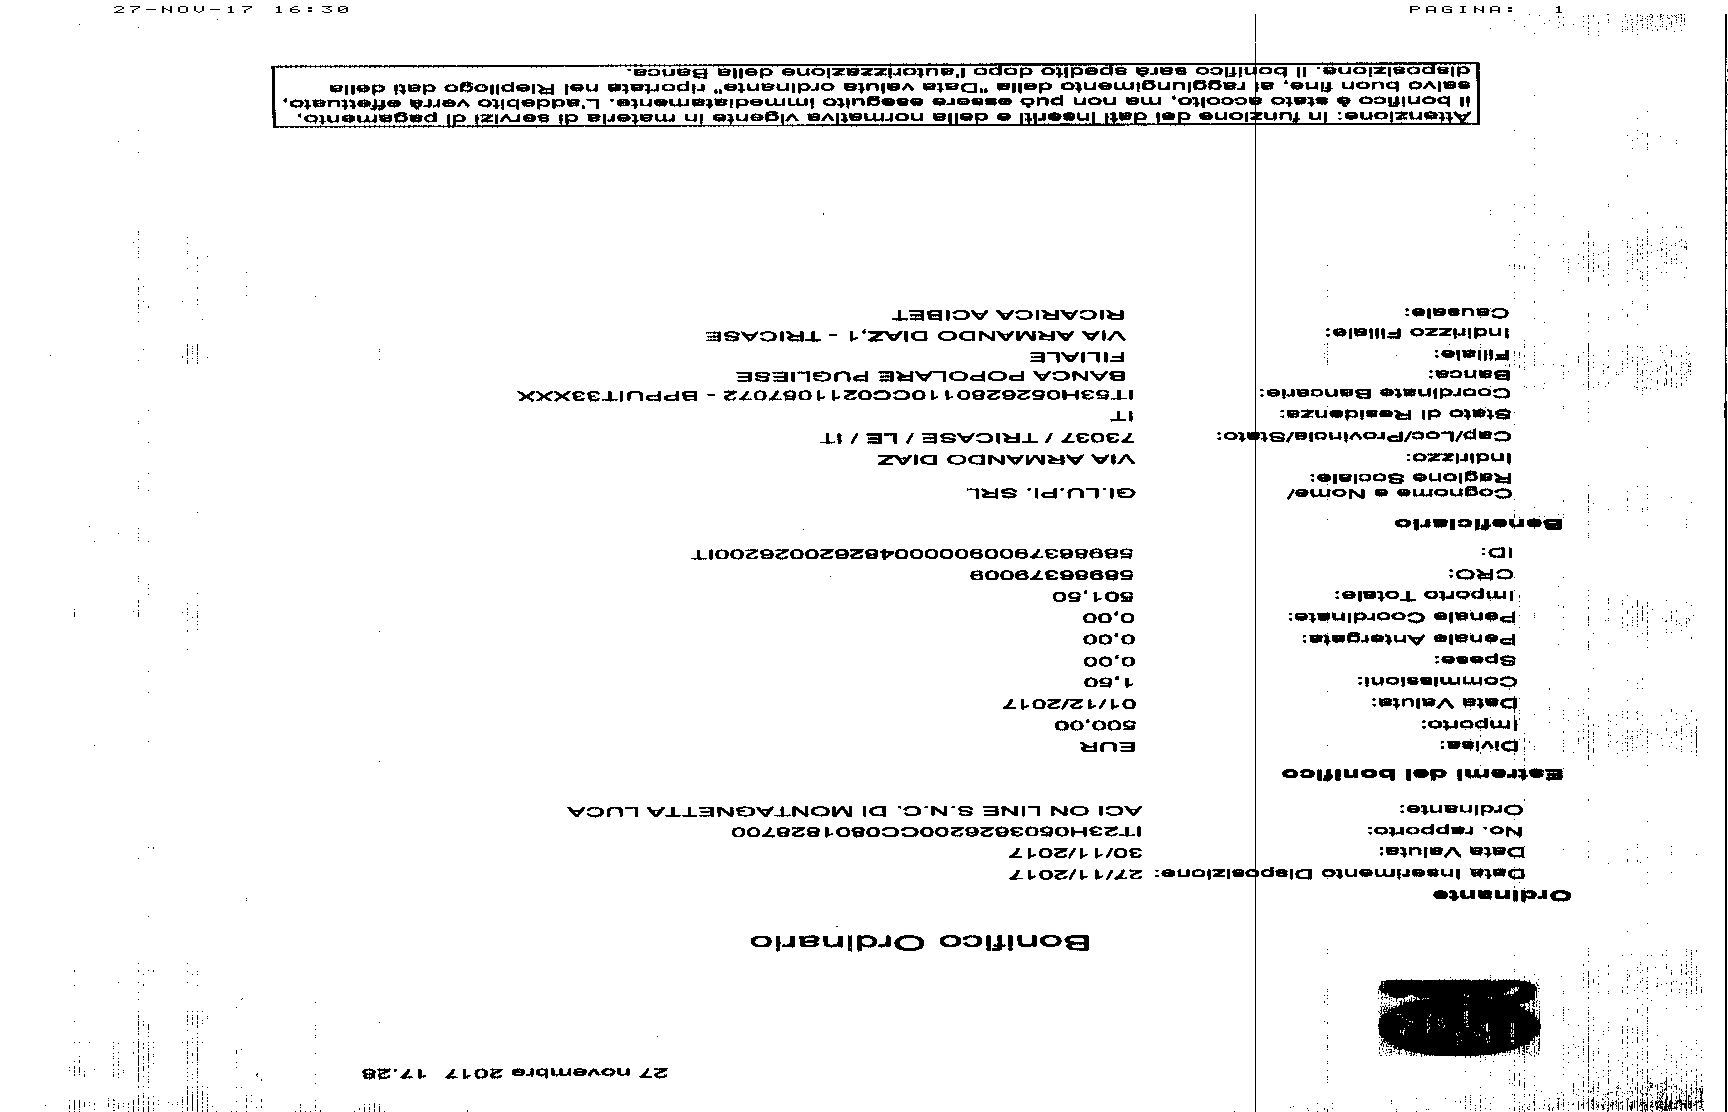 27-NOV-17 16:30 PAGINA: 1
27 novembre 2017 17.28
Bonifico Ordinario
Ordinante
Data Inserimento Disposizione: 27/11/2017
Data Valuta: 30/11/2017
No. rapporto: IT23H0503626200CC0801828700
Ordinante: ACI ON LINE S.N.C. DI MONTAGNETTA LUCA
Estremi del bonifico
Divisa: EUR
Importo: 500,00
Data Valuta: 01/12/2017
Commissioni: 1,50
Spese: 0,00
Penale Antergate: 0,00
Penale Coordinate: 0,00
Importo Totale: 501,50
CRO: 58986379009
ID: 5898637900900000482620026200IT
Beneficiario
Cognome e Nome/ GI.LU.PI. SRL
Ragione Sociale:
Indirizzo: VIA ARMANDO DIAZ
Cap/Loc/Provincia/Stato: 73037 / TRICASE / LE / IT
Stato di Residenza: IT
Coordinate Bancarie: IT53H0526280110CC0211057072 - BPPUIT33XXX
Banca: BANCA POPOLARE PUGLIESE
Filiale: FILIALE
Indirizzo Filiale: VIA ARMANDO DIAZ,1 - TRICASE
Causale: RICARICA ACIBET
Attenzione: in funzione dei dati inseriti e della normativa vigente in materia di servizi di pagamento,
il bonifico è stato accolto, ma non può essere eseguito immediatamente. L'addebito verrà effettuato,
salvo buon fine, al raggiungimento della "Data valuta ordinante" riportata nel Riepilogo dati della
disposizione. Il bonifico sarà spedito dopo l'autorizzazione della Banca.